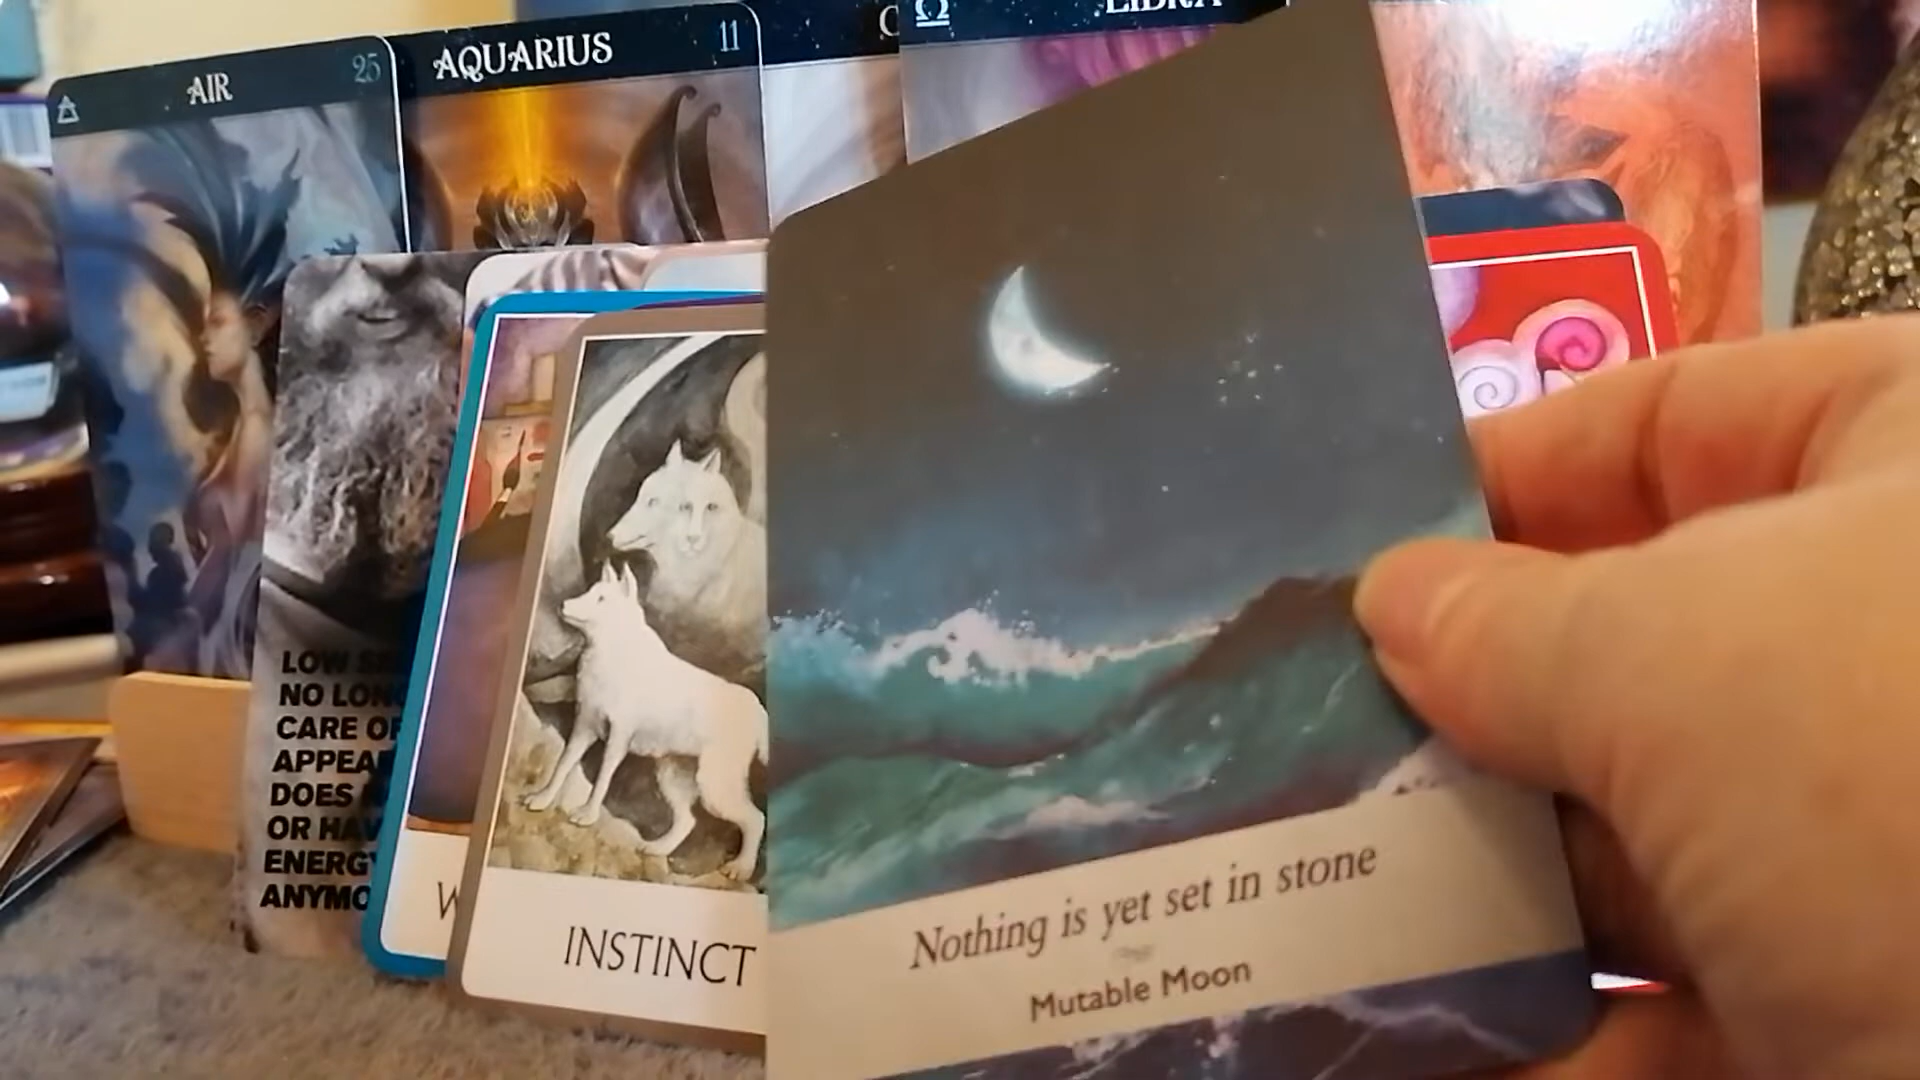 AIR 25
AQUARIUS 11
LIBRA
LOW
NO LON
CARE OF
APPEA
DOES
OR HAV
ENERGY
ANYMO
W
INSTINCT
Nothing is yet set in stone
Mutable Moon